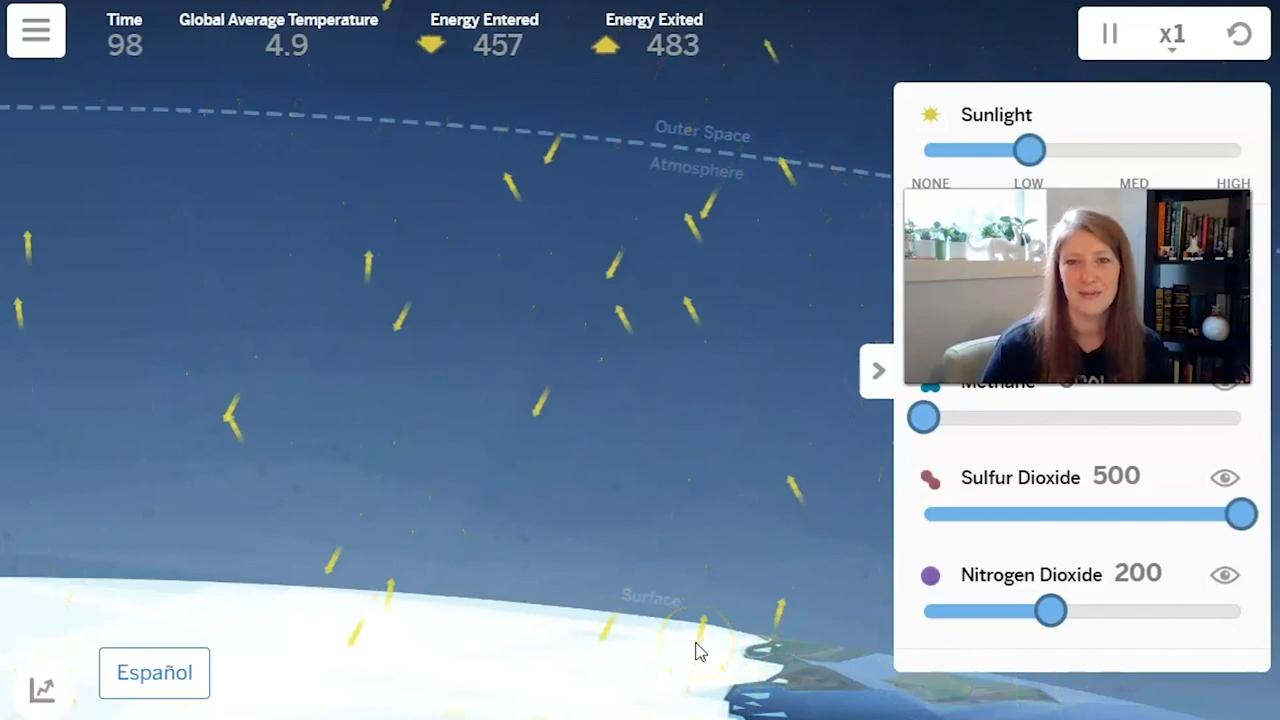 Time
98
Global Average Temperature
4.9
Energy Entered
457
Energy Exited
483
x1
Outer Space
Atmosphere
Sunlight
NONE LOW MED HIGH
Methane
Sulfur Dioxide 500
Nitrogen Dioxide 200
Surface
Español